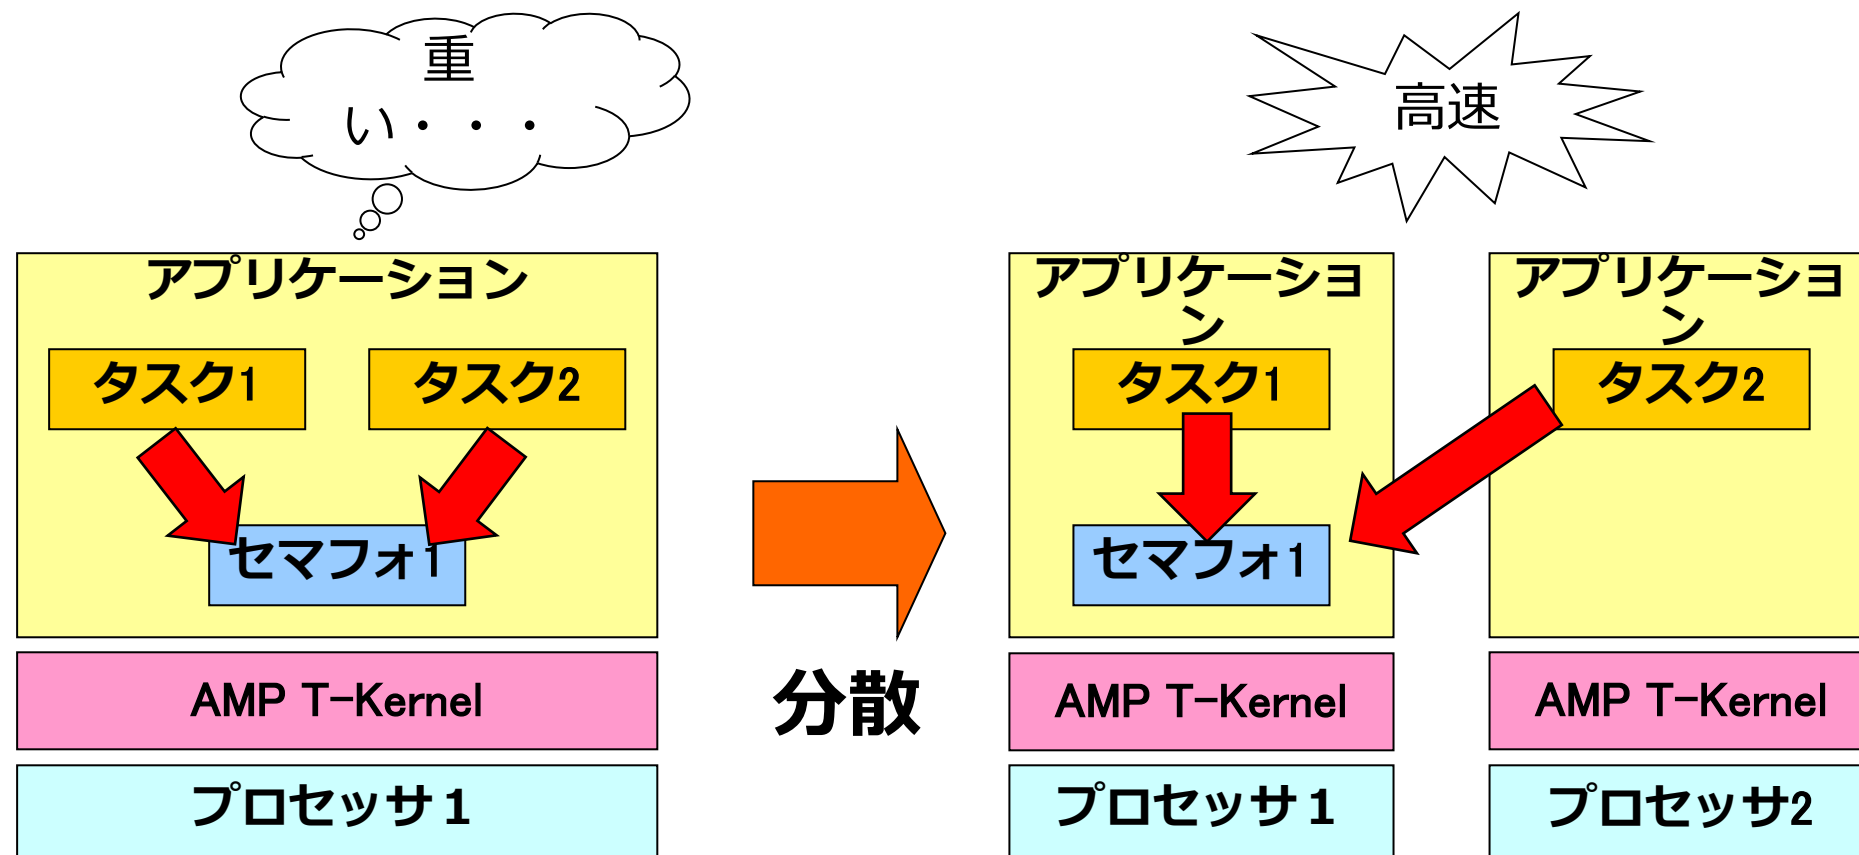 重
い・・・
高速
アプリケーション
タスク1
タスク2
セマフォ1
AMP T-Kernel
プロセッサ１
分散
アプリケーショ
ン
タスク1
セマフォ1
AMP T-Kernel
プロセッサ１
アプリケーショ
ン
タスク2
AMP T-Kernel
プロセッサ2